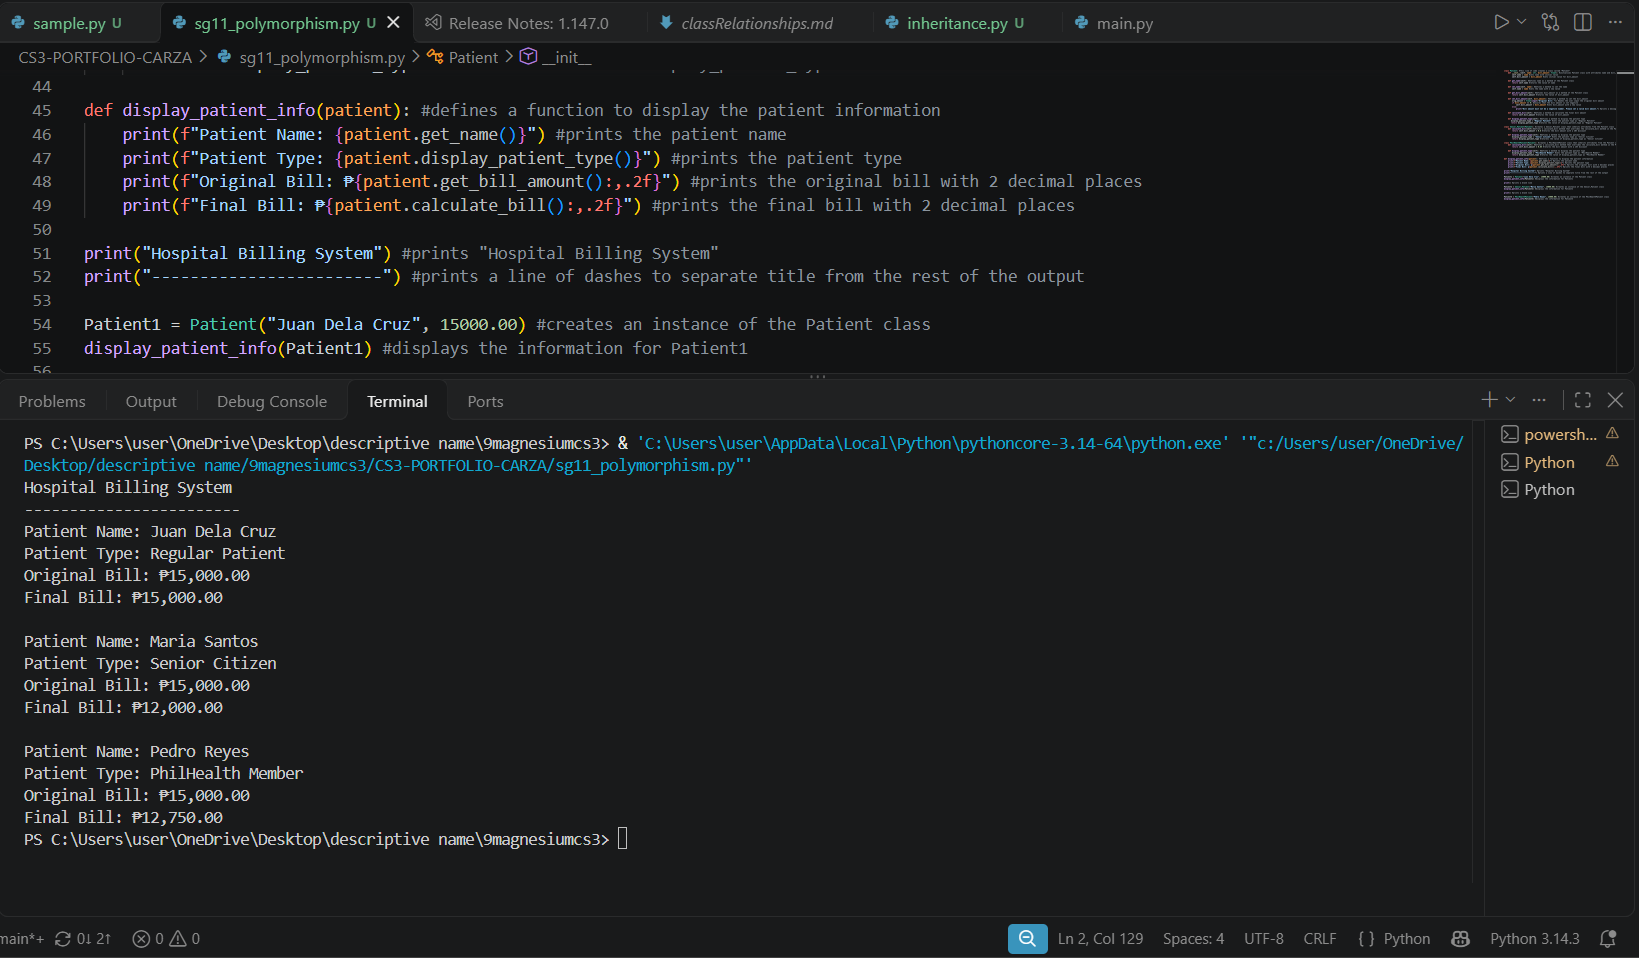 sample.py U
sg11_polymorphism.py U
Release Notes: 1.147.0
classRelationships.md
inheritance.py U
main.py
CS3-PORTFOLIO-CARZA > sg11_polymorphism.py > Patient > __init__
44
45 def display_patient_info(patient): #defines a function to display the patient information
46 print(f"Patient Name: {patient.get_name()}") #prints the patient name
47 print(f"Patient Type: {patient.display_patient_type()}") #prints the patient type
48 print(f"Original Bill: ₱{patient.get_bill_amount():,.2f}") #prints the original bill with 2 decimal places
49 print(f"Final Bill: ₱{patient.calculate_bill():,.2f}") #prints the final bill with 2 decimal places
50
51 print("Hospital Billing System") #prints "Hospital Billing System"
52 print("------------------------") #prints a line of dashes to separate title from the rest of the output
53
54 Patient1 = Patient("Juan Dela Cruz", 15000.00) #creates an instance of the Patient class
55 display_patient_info(Patient1) #displays the information for Patient1
56
Problems Output Debug Console Terminal Ports
PS C:\Users\user\OneDrive\Desktop\descriptive name\9magnesiumcs3> & 'C:\Users\user\AppData\Local\Python\pythoncore-3.14-64\python.exe' '"c:/Users/user/OneDrive/
Desktop/descriptive name/9magnesiumcs3/CS3-PORTFOLIO-CARZA/sg11_polymorphism.py"'
Hospital Billing System
------------------------
Patient Name: Juan Dela Cruz
Patient Type: Regular Patient
Original Bill: ₱15,000.00
Final Bill: ₱15,000.00
Patient Name: Maria Santos
Patient Type: Senior Citizen
Original Bill: ₱15,000.00
Final Bill: ₱12,000.00
Patient Name: Pedro Reyes
Patient Type: PhilHealth Member
Original Bill: ₱15,000.00
Final Bill: ₱12,750.00
PS C:\Users\user\OneDrive\Desktop\descriptive name\9magnesiumcs3>
powersh...
Python
Python
main*+ 0↓ 2↑ 0 0
Ln 2, Col 129 Spaces: 4 UTF-8 CRLF { } Python Python 3.14.3